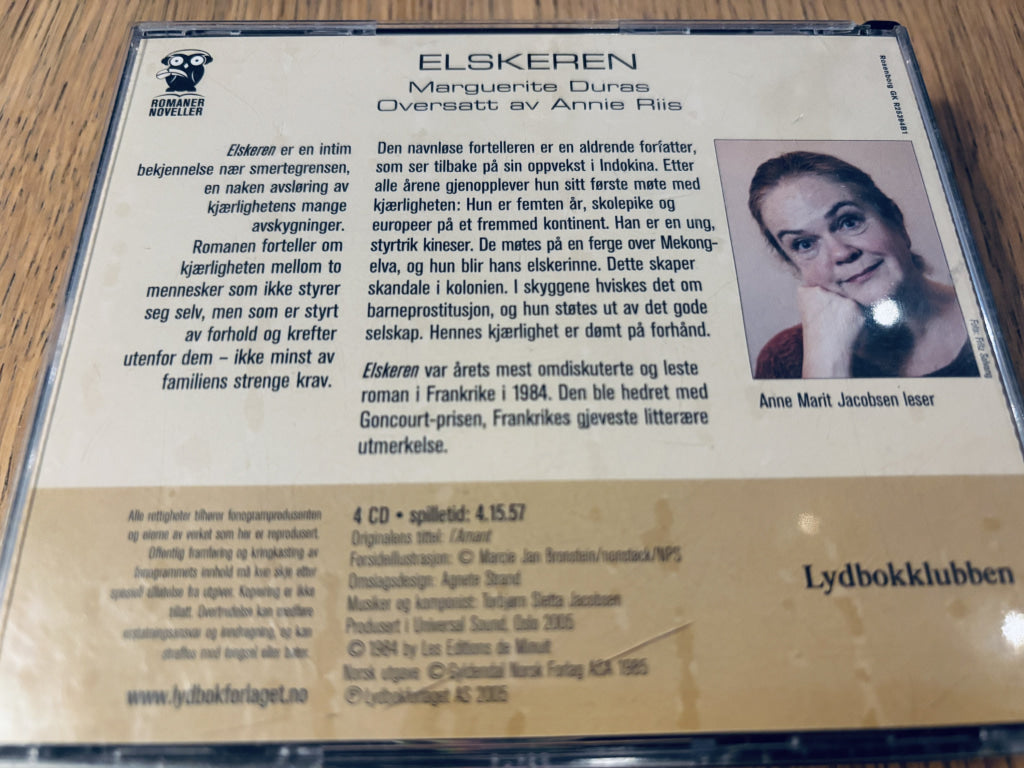 ROMANER
NOVELLER
ELSKEREN
Marguerite Duras
Oversatt av Annie Riis
Rosenborg GK R263948 1
Elskeren er en intim
bekjennelse nær smertegrensen,
en naken avsløring av
kjærlighetens mange
avskygninger.
Romanen forteller om
kjærligheten mellom to
mennesker som ikke styrer
seg selv, men som er styrt
av forhold og krefter
utenfor dem – ikke minst av
familiens strenge krav.
Den navnløse fortelleren er en aldrende forfatter,
som ser tilbake på sin oppvekst i Indokina. Etter
alle årene gjenopplever hun sitt første møte med
kjærligheten: Hun er femten år, skolepike og
europeer på et fremmed kontinent. Han er en ung,
styrtrik kineser. De møtes på en ferge over Mekong-
elva, og hun blir hans elskerinne. Dette skaper
skandale i kolonien. I skyggene hviskes det om
barneprostitusjon, og hun støtes ut av det gode
selskap. Hennes kjærlighet er dømt på forhånd.
Elskeren var årets mest omdiskuterte og leste
roman i Frankrike i 1984. Den ble hedret med
Goncourt-prisen, Frankrikes gjeveste litterære
utmerkelse.
Anne Marit Jacobsen leser
Alle rettigheter tilhører fonogramprodusenten
og eierne av verket som her er reprodusert.
Offentlig framføring og kringkasting av
fonogrammets innhold må kun skje etter
spesiell tillatelse fra utgiver. Kopiering er ikke
tillatt. Overtredelse kan medføre
erstatningsansvar og inndragning, og kan
straffes med fengsel eller bøter.
www.lydbokforlaget.no
4 CD • spilletid: 4.15.57
Originalens tittel: l'Amant
Forsideillustrasjon: © Marcie Jan Bronstein/nonstock/NPS
Omslagsdesign: Agnete Strand
Musiker og komponist: Torbjørn Sletta Jacobsen
Produsert i Universal Sound, Oslo 2005
© 1984 by Les Editions de Minuit
Norsk utgave © Gyldendal Norsk Forlag ASA 1985
℗ Lydbokforlaget AS 2005
Lydbokklubben